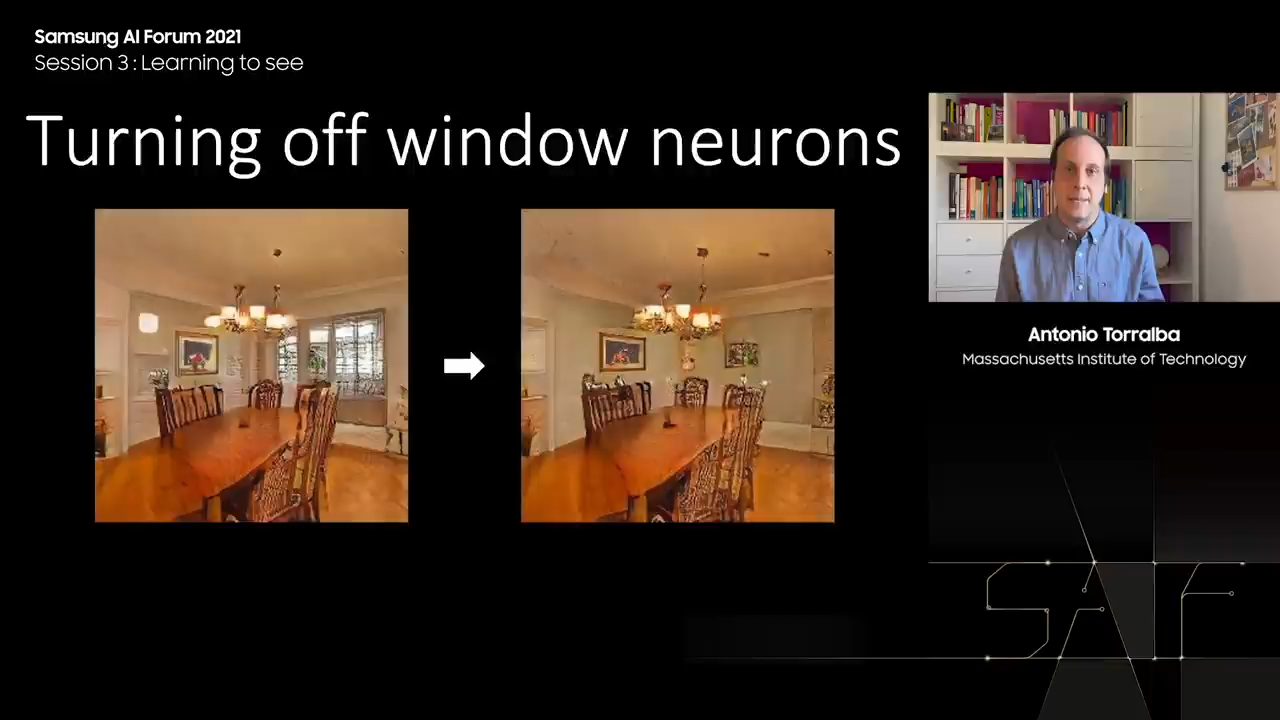 Samsung AI Forum 2021
Session 3 : Learning to see
Turning off window neurons
Antonio Torralba
Massachusetts Institute of Technology
SAIF